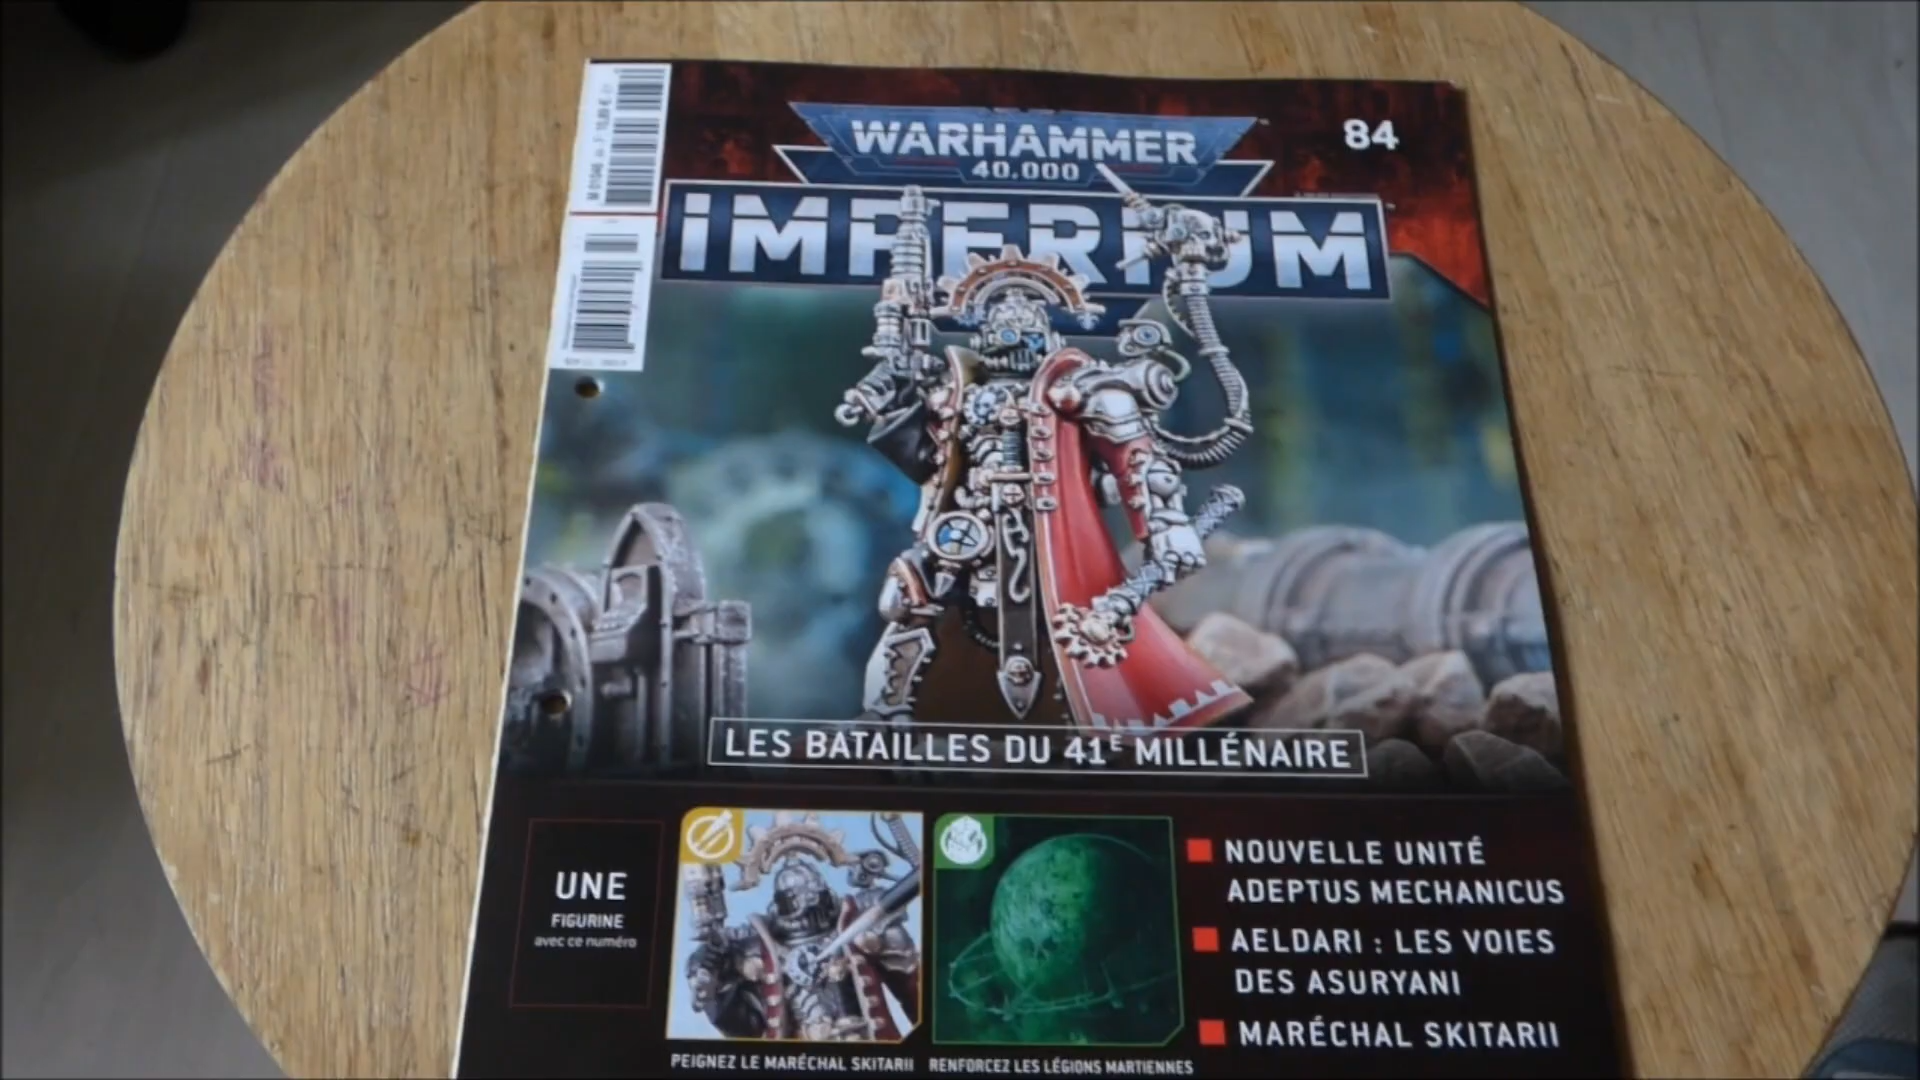 WARHAMMER
40,000
84
IMPERIUM
LES BATAILLES DU 41E MILLÉNAIRE
UNE
FIGURINE
avec ce numéro
PEIGNEZ LE MARÉCHAL SKITARII
RENFORCEZ LES LÉGIONS MARTIENNES
NOUVELLE UNITÉ
ADEPTUS MECHANICUS
AELDARI : LES VOIES
DES ASURYANI
MARÉCHAL SKITARII